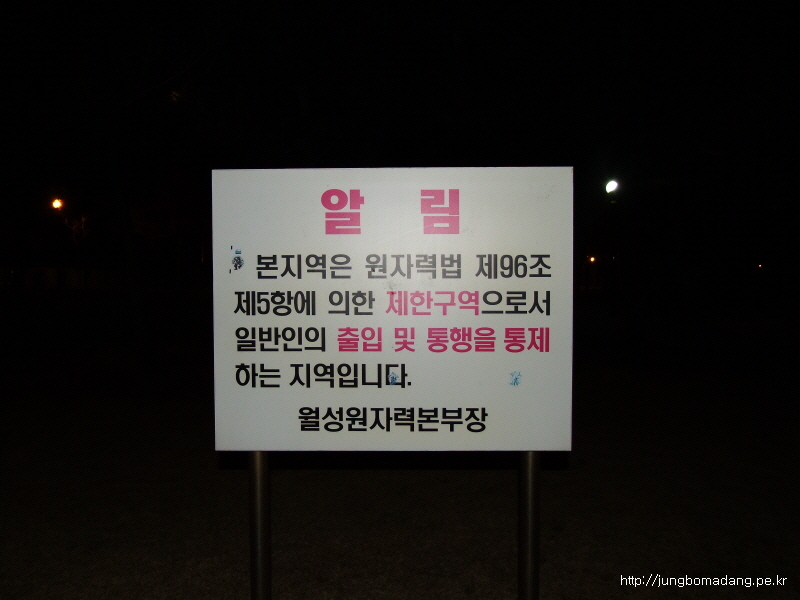 알 림
본지역은 원자력법 제96조
제5항에 의한 제한구역으로서
일반인의 출입 및 통행을 통제
하는 지역입니다.
월성원자력본부장
http://jungbomadang.pe.kr